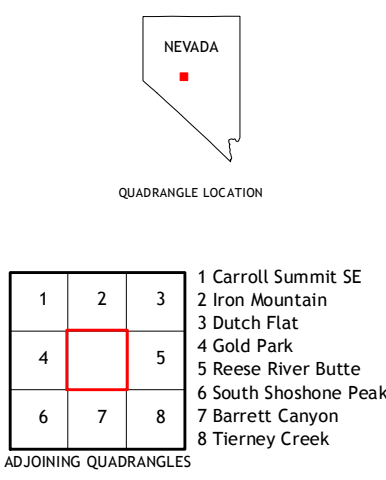 NEVADA
QUADRANGLE LOCATION
1 2 3
4 5
6 7 8
1 Carroll Summit SE
2 Iron Mountain
3 Dutch Flat
4 Gold Park
5 Reese River Butte
6 South Shoshone Peak
7 Barrett Canyon
8 Tierney Creek
ADJOINING QUADRANGLES